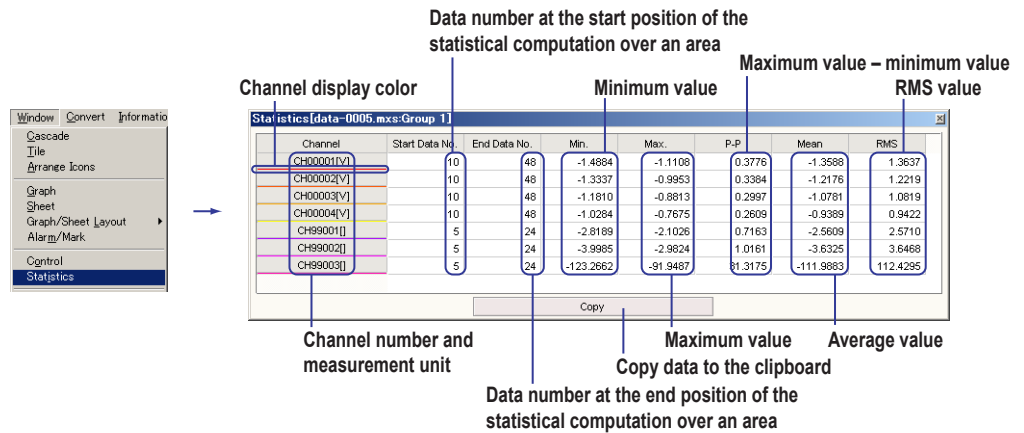 Data number at the start position of the
statistical computation over an area
Maximum value – minimum value
Channel display color
Minimum value
RMS value
Window Convert Informatio
Cascade
Tile
Arrange Icons
Graph
Sheet
Graph/Sheet Layout
Alarm/Mark
Control
Statistics
Statistics[data-0005.mxs:Group 1]
Channel Start Data No. End Data No. Min. Max. P-P Mean RMS
CH00001[V] 10 48 -1.4884 -1.1108 0.3776 -1.3588 1.3637
CH00002[V] 10 48 -1.3337 -0.9953 0.3384 -1.2176 1.2219
CH00003[V] 10 48 -1.1810 -0.8813 0.2997 -1.0781 1.0819
CH00004[V] 10 48 -1.0284 -0.7675 0.2609 -0.9389 0.9422
CH99001[] 5 24 -2.8189 -2.1026 0.7163 -2.5609 2.5710
CH99002[] 5 24 -3.9985 -2.9824 1.0161 -3.6325 3.6468
CH99003[] 5 24 -123.2662 -91.9487 31.3175 -111.9883 112.4295
Copy
Channel number and
measurement unit
Maximum value
Average value
Copy data to the clipboard
Data number at the end position of the
statistical computation over an area